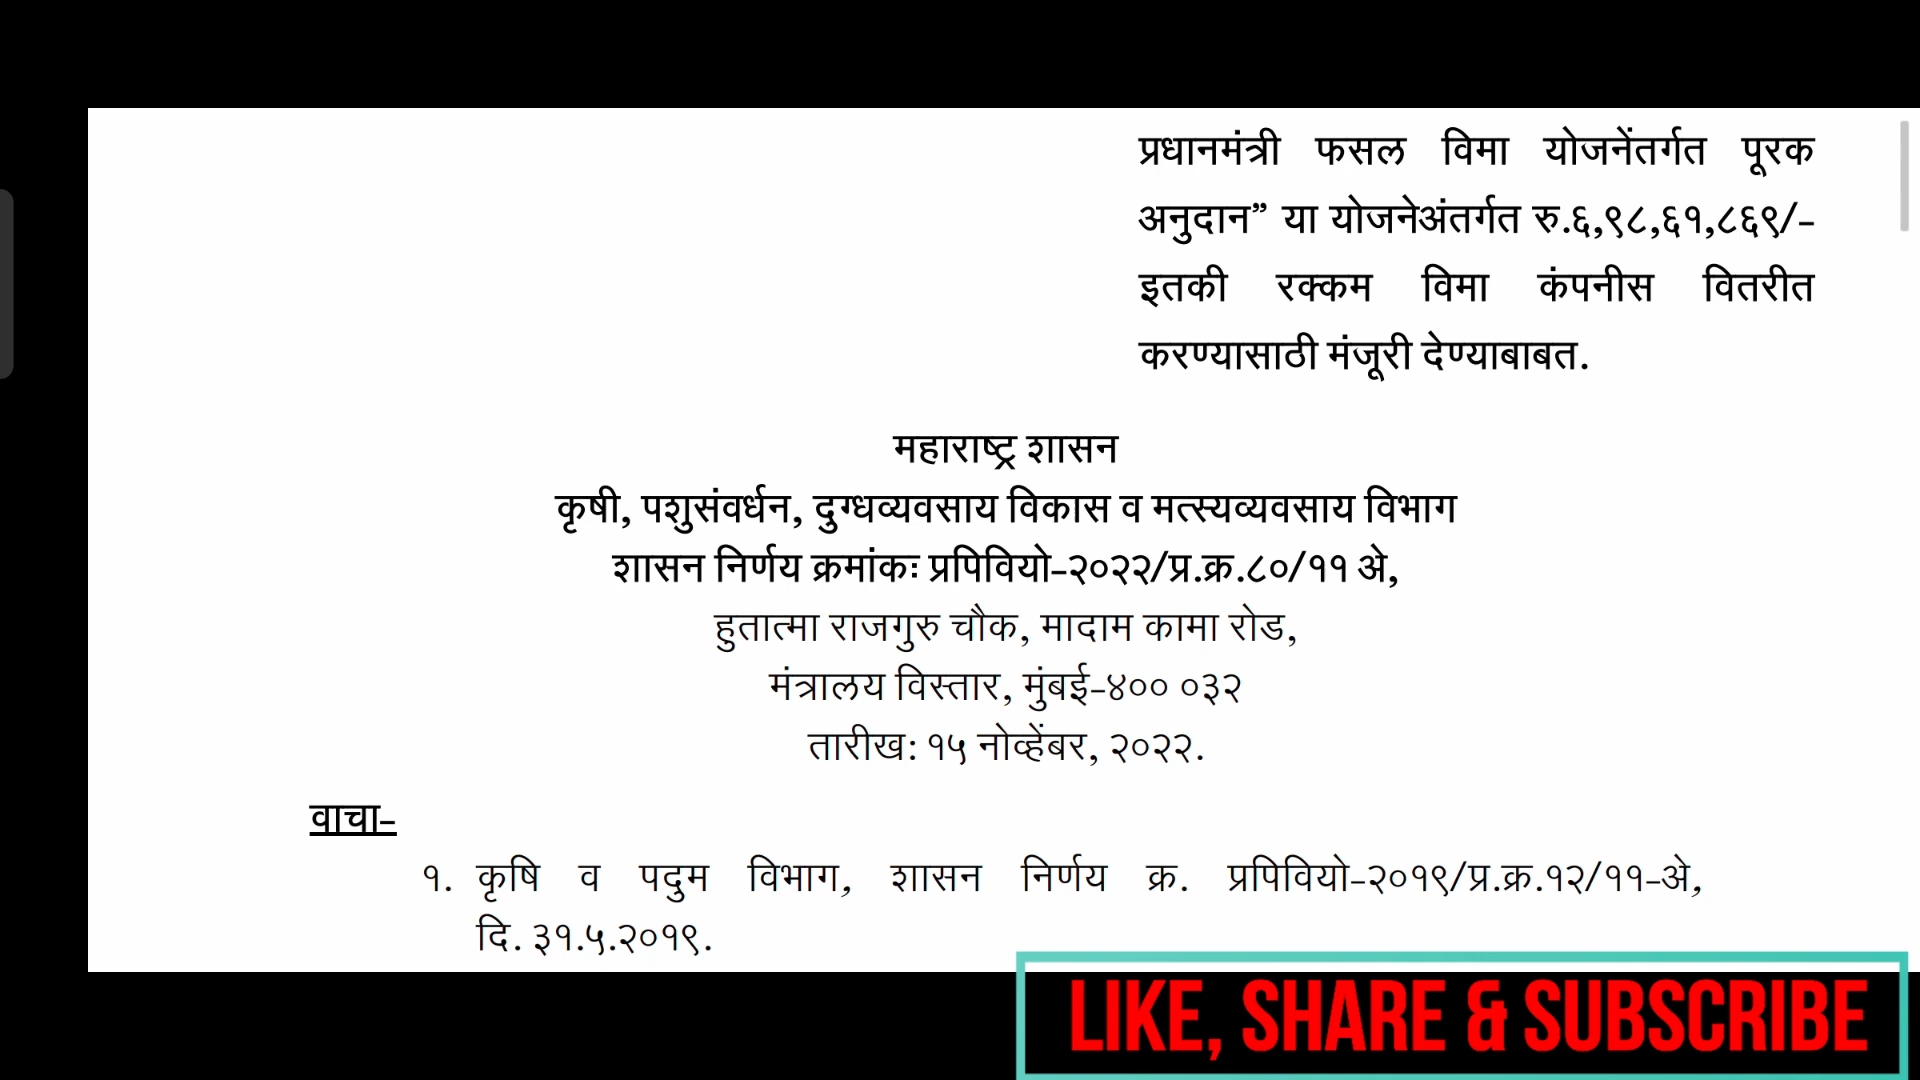 प्रधानमंत्री फसल विमा योजनेंतर्गत पूरक
अनुदान” या योजनेअंतर्गत रु.६,९८,६१,८६९/-
इतकी रक्कम विमा कंपनीस वितरीत
करण्यासाठी मंजूरी देण्याबाबत.
महाराष्ट्र शासन
कृषी, पशुसंवर्धन, दुग्धव्यवसाय विकास व मत्स्यव्यवसाय विभाग
शासन निर्णय क्रमांकः प्रपिवियो-२०२२/प्र.क्र.८०/११ अे,
हुतात्मा राजगुरु चौक, मादाम कामा रोड,
मंत्रालय विस्तार, मुंबई-४०० ०३२
तारीख: १५ नोव्हेंबर, २०२२.
वाचा-
१. कृषि व पदुम विभाग, शासन निर्णय क्र. प्रपिवियो-२०१९/प्र.क्र.१२/११-अे,
दि. ३१.५.२०१९.
LIKE, SHARE & SUBSCRIBE